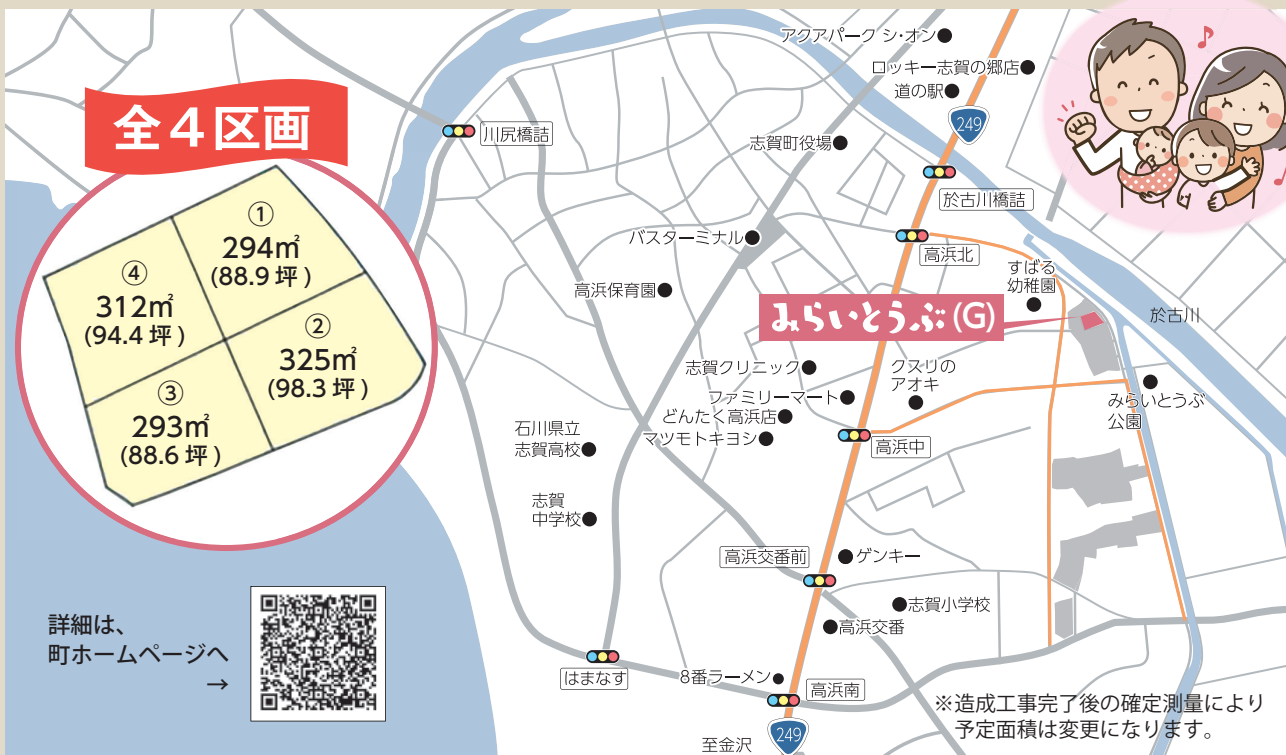 全４区画
①
294㎡
(88.9 坪 )
④
312㎡
(94.4 坪 )
②
325㎡
(98.3 坪 )
③
293㎡
(88.6 坪 )
詳細は、
町ホームページへ
→
アクアパーク シ・オン
ロッキー志賀の郷店
道の駅
249
川尻橋詰
志賀町役場
於古川橋詰
バスターミナル
高浜北
すばる
幼稚園
高浜保育園
みらいとうぶ(G)
於古川
志賀クリニック
クスリの
アオキ
ファミリーマート
どんたく高浜店
マツモトキヨシ
みらいとうぶ
公園
石川県立
志賀高校
高浜中
志賀
中学校
高浜交番前
ゲンキー
志賀小学校
高浜交番
はまなす
8番ラーメン
高浜南
249
至金沢
※造成工事完了後の確定測量により
予定面積は変更になります。